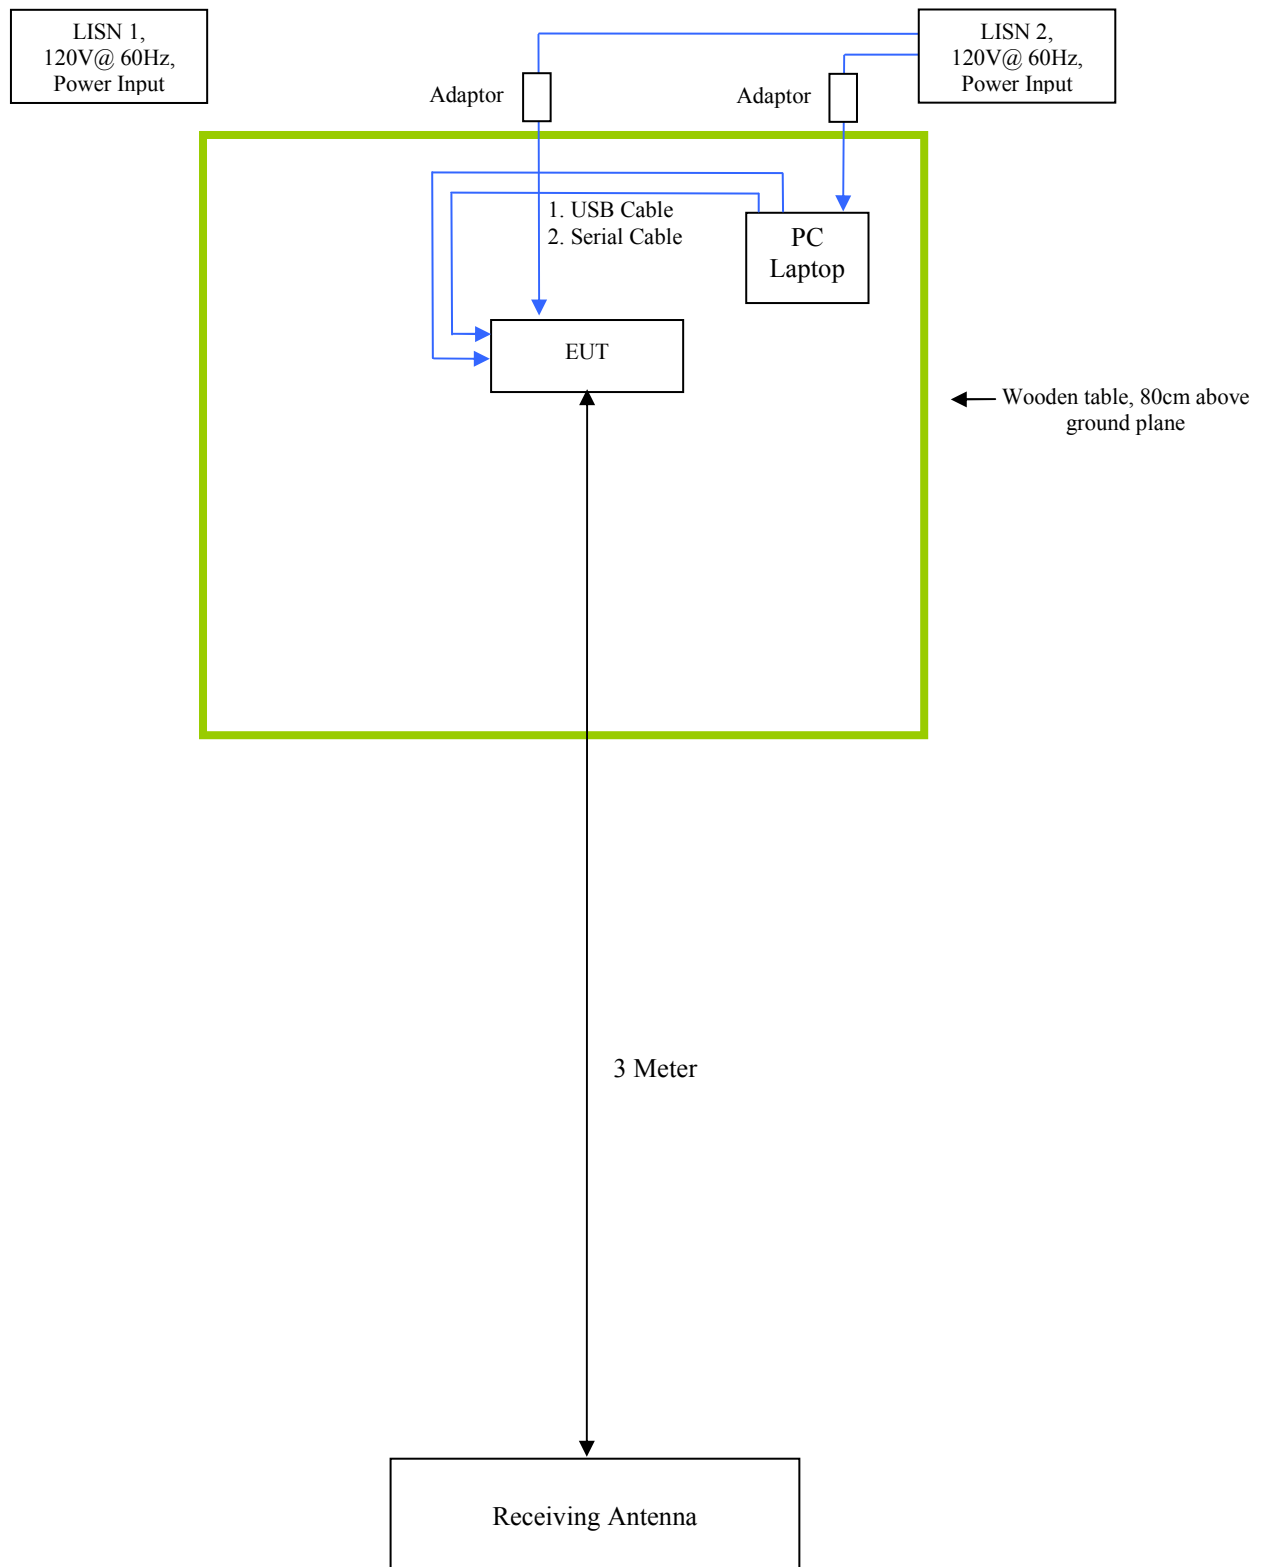 LISN 1,
120V@ 60Hz,
Power Input
LISN 2,
120V@ 60Hz,
Power Input
Adaptor
Adaptor
1. USB Cable
2. Serial Cable
PC
Laptop
EUT
Wooden table, 80cm above
ground plane
3 Meter
Receiving Antenna